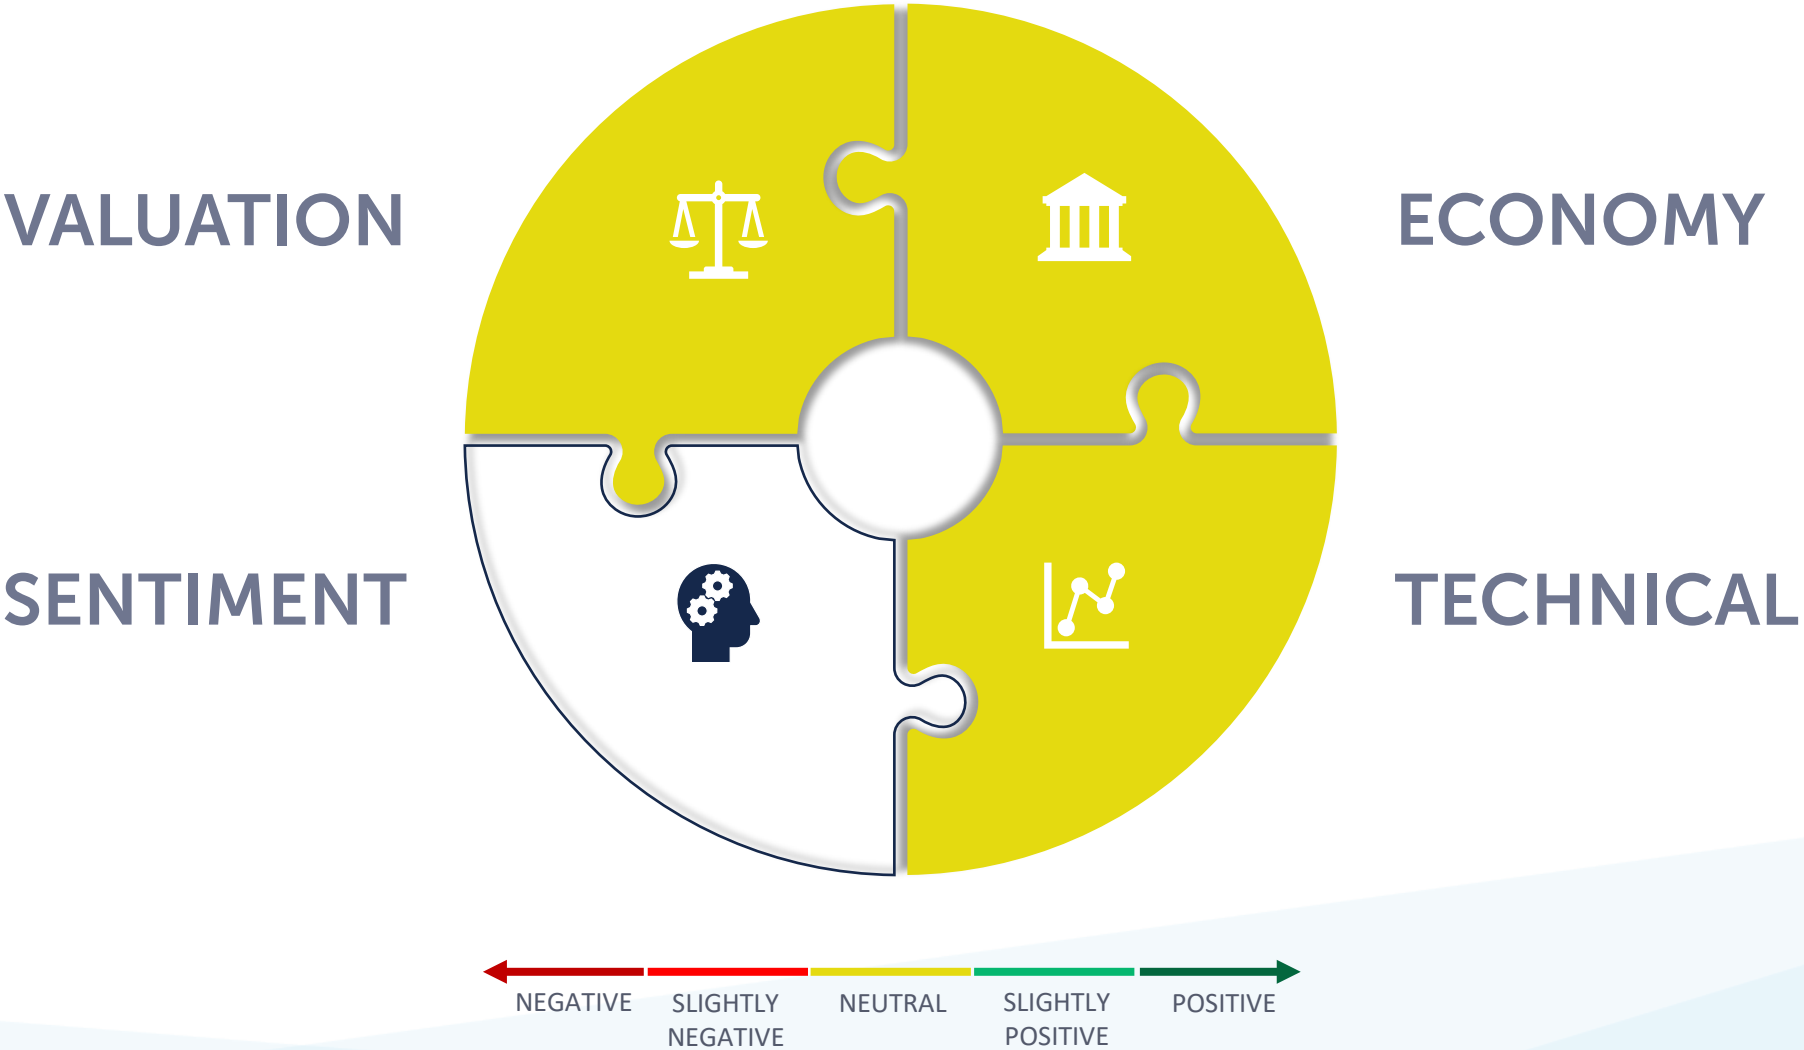 VALUATION
ECONOMY
SENTIMENT
TECHNICAL
NEGATIVE
SLIGHTLY
NEGATIVE
NEUTRAL
SLIGHTLY
POSITIVE
POSITIVE